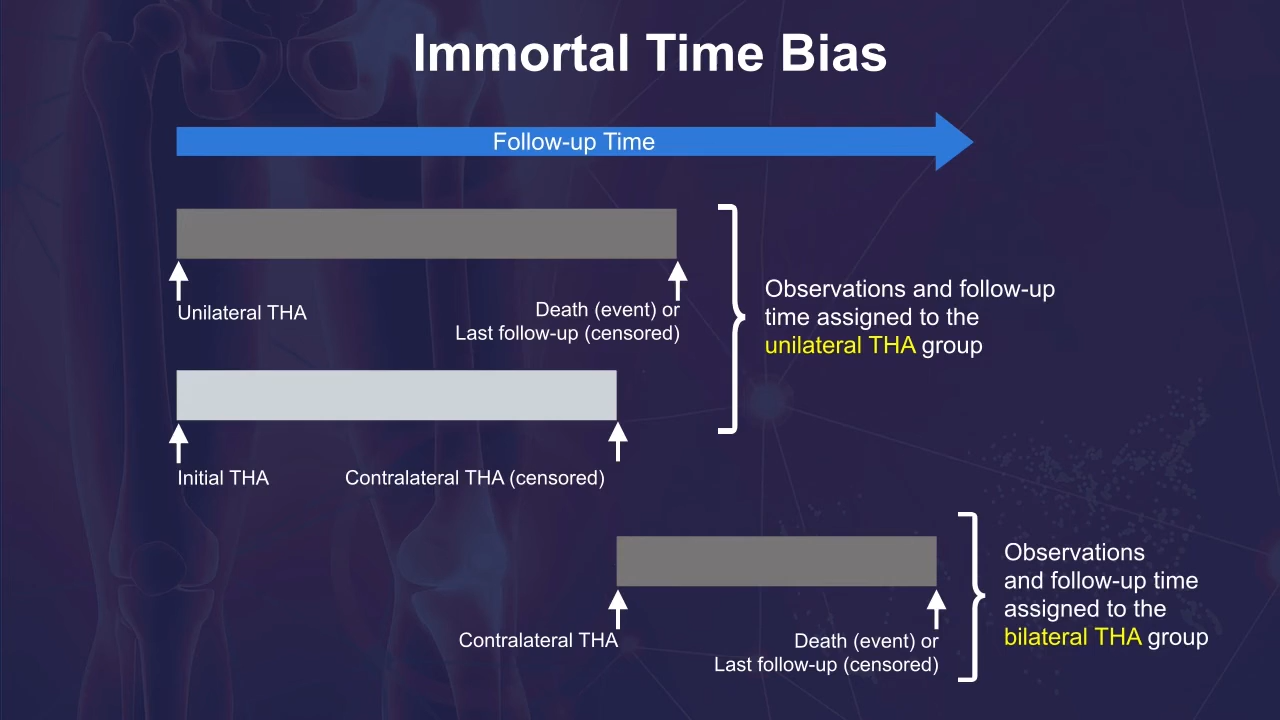 Immortal Time Bias
Follow-up Time
Unilateral THA
Death (event) or
Last follow-up (censored)
Observations and follow-up
time assigned to the
unilateral THA group
Initial THA
Contralateral THA (censored)
Contralateral THA
Death (event) or
Last follow-up (censored)
Observations
and follow-up time
assigned to the
bilateral THA group